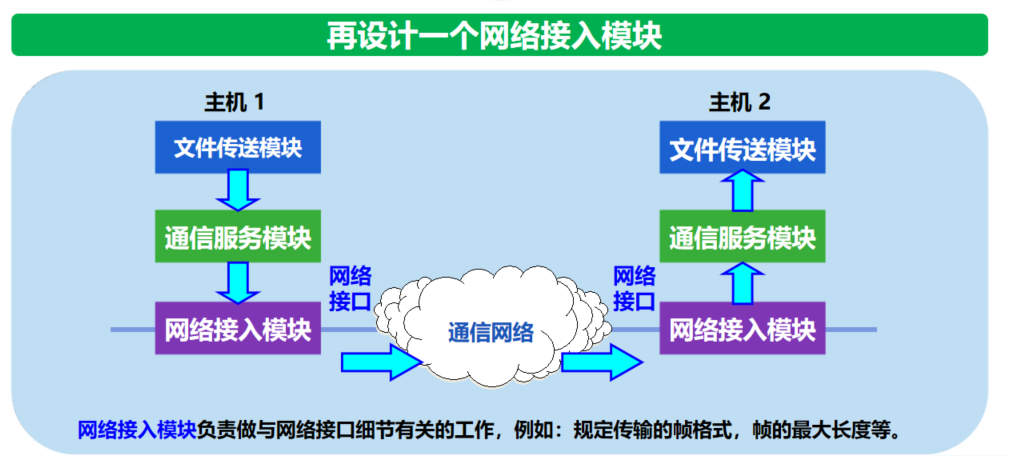 再设计一个网络接入模块
主机 1
主机 2
文件传送模块
文件传送模块
通信服务模块
通信服务模块
网络
接口
网络
接口
网络接入模块
通信网络
网络接入模块
网络接入模块负责做与网络接口细节有关的工作，例如：规定传输的帧格式，帧的最大长度等。